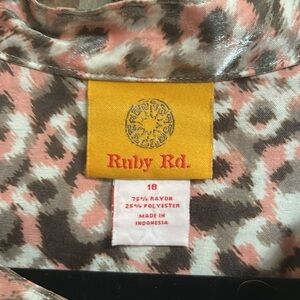 Ruby Rd.
18
75% RAYON
25% POLYESTER
MADE IN
INDONESIA